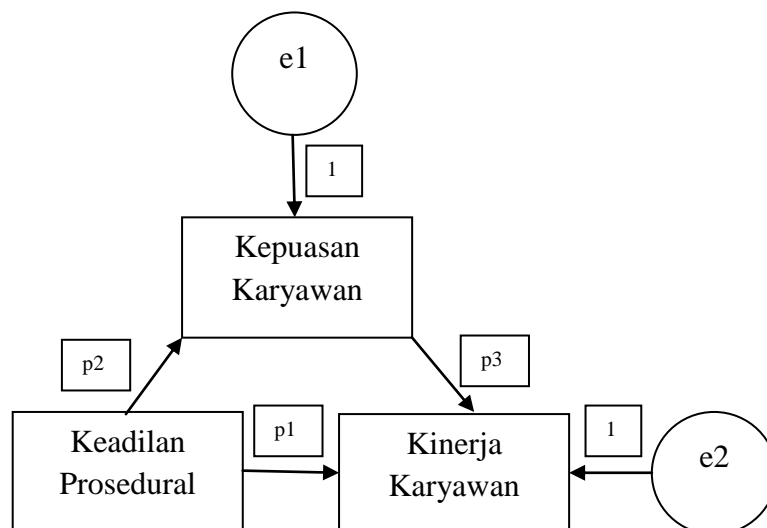 e1
1
Kepuasan
Karyawan
p2
p3
Keadilan
Prosedural
p1
Kinerja
Karyawan
1
e2